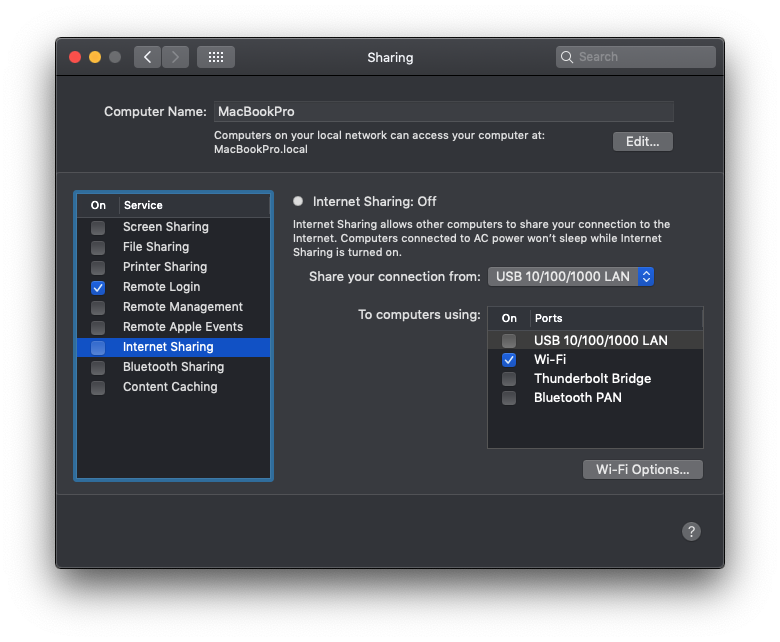 Sharing
Search
Computer Name: MacBookPro
Computers on your local network can access your computer at:
MacBookPro.local
Edit...
On Service
Screen Sharing
File Sharing
Printer Sharing
Remote Login
Remote Management
Remote Apple Events
Internet Sharing
Bluetooth Sharing
Content Caching
Internet Sharing: Off
Internet Sharing allows other computers to share your connection to the
Internet. Computers connected to AC power won't sleep while Internet
Sharing is turned on.
Share your connection from: USB 10/100/1000 LAN
To computers using:
On Ports
USB 10/100/1000 LAN
Wi-Fi
Thunderbolt Bridge
Bluetooth PAN
Wi-Fi Options...
?